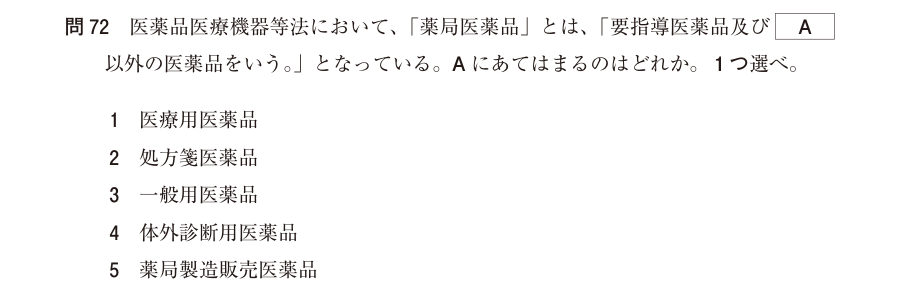 問72 医薬品医療機器等法において、「薬局医薬品」とは、「要指導医薬品及び A
以外の医薬品をいう。」となっている。Aにあてはまるのはどれか。1つ選べ。
1 医療用医薬品
2 処方箋医薬品
3 一般用医薬品
4 体外診断用医薬品
5 薬局製造販売医薬品